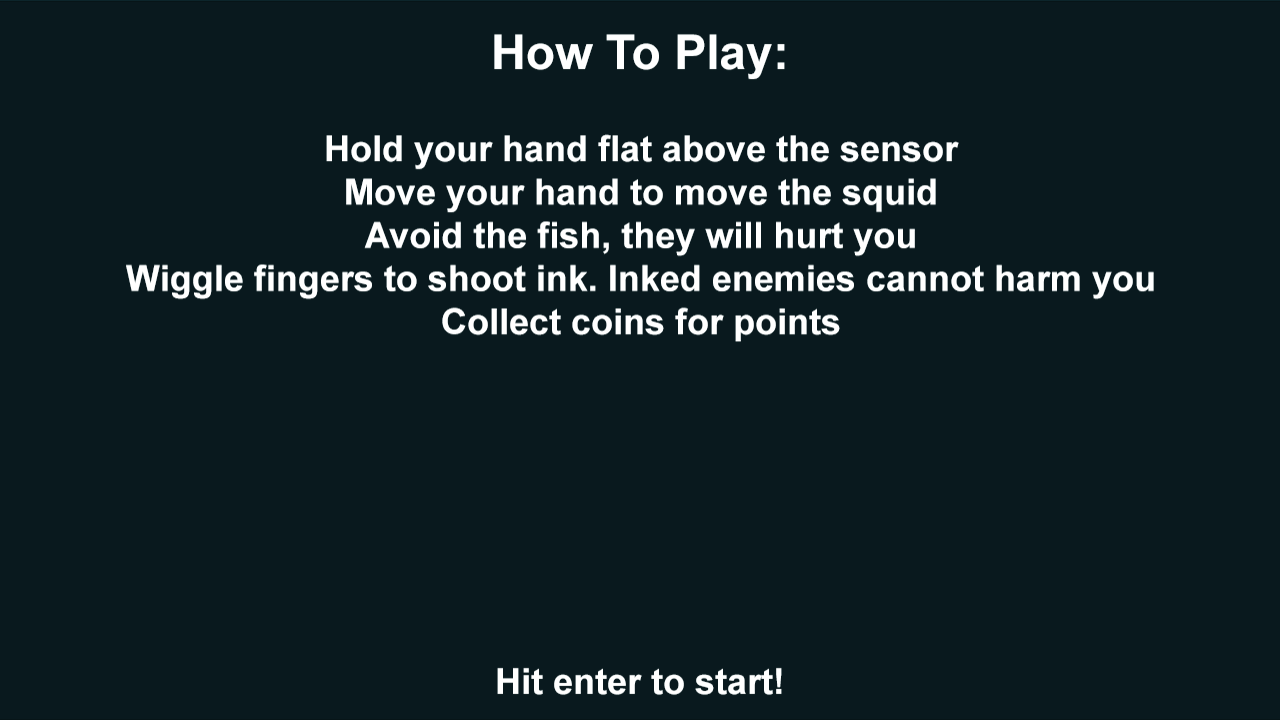 How To Play:
Hold your hand flat above the sensor
Move your hand to move the squid
Avoid the fish, they will hurt you
Wiggle fingers to shoot ink. Inked enemies cannot harm you
Collect coins for points
Hit enter to start!